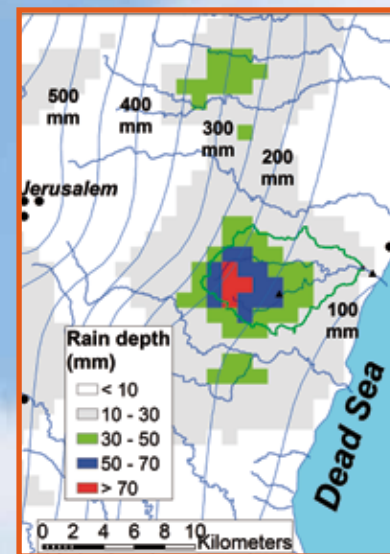 500
mm
400
mm
300
mm
200
mm
Jerusalem
100
mm
Rain depth
(mm)
< 10
10 - 30
30 - 50
50 - 70
> 70
Dead Sea
0 2 4 6 8 10
Kilometers